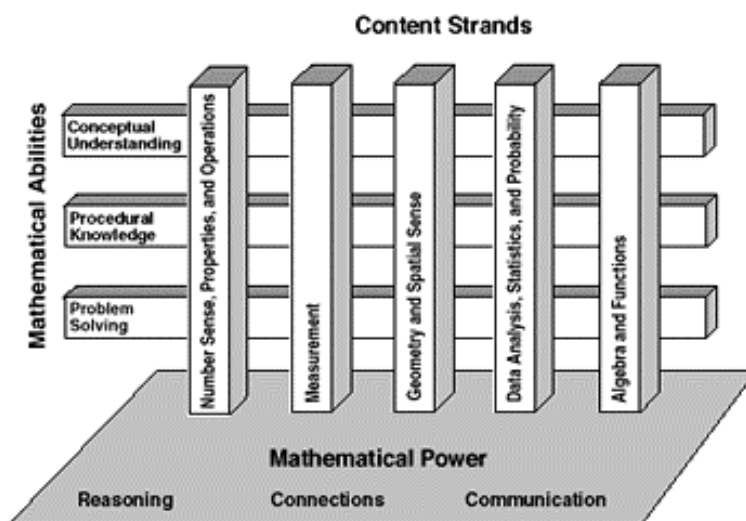 Content Strands
Mathematical Abilities
Conceptual
Understanding
Procedural
Knowledge
Problem
Solving
Number Sense, Properties, and Operations
Measurement
Geometry and Spatial Sense
Data Analysis, Statistics, and Probability
Algebra and Functions
Mathematical Power
Reasoning Connections Communication